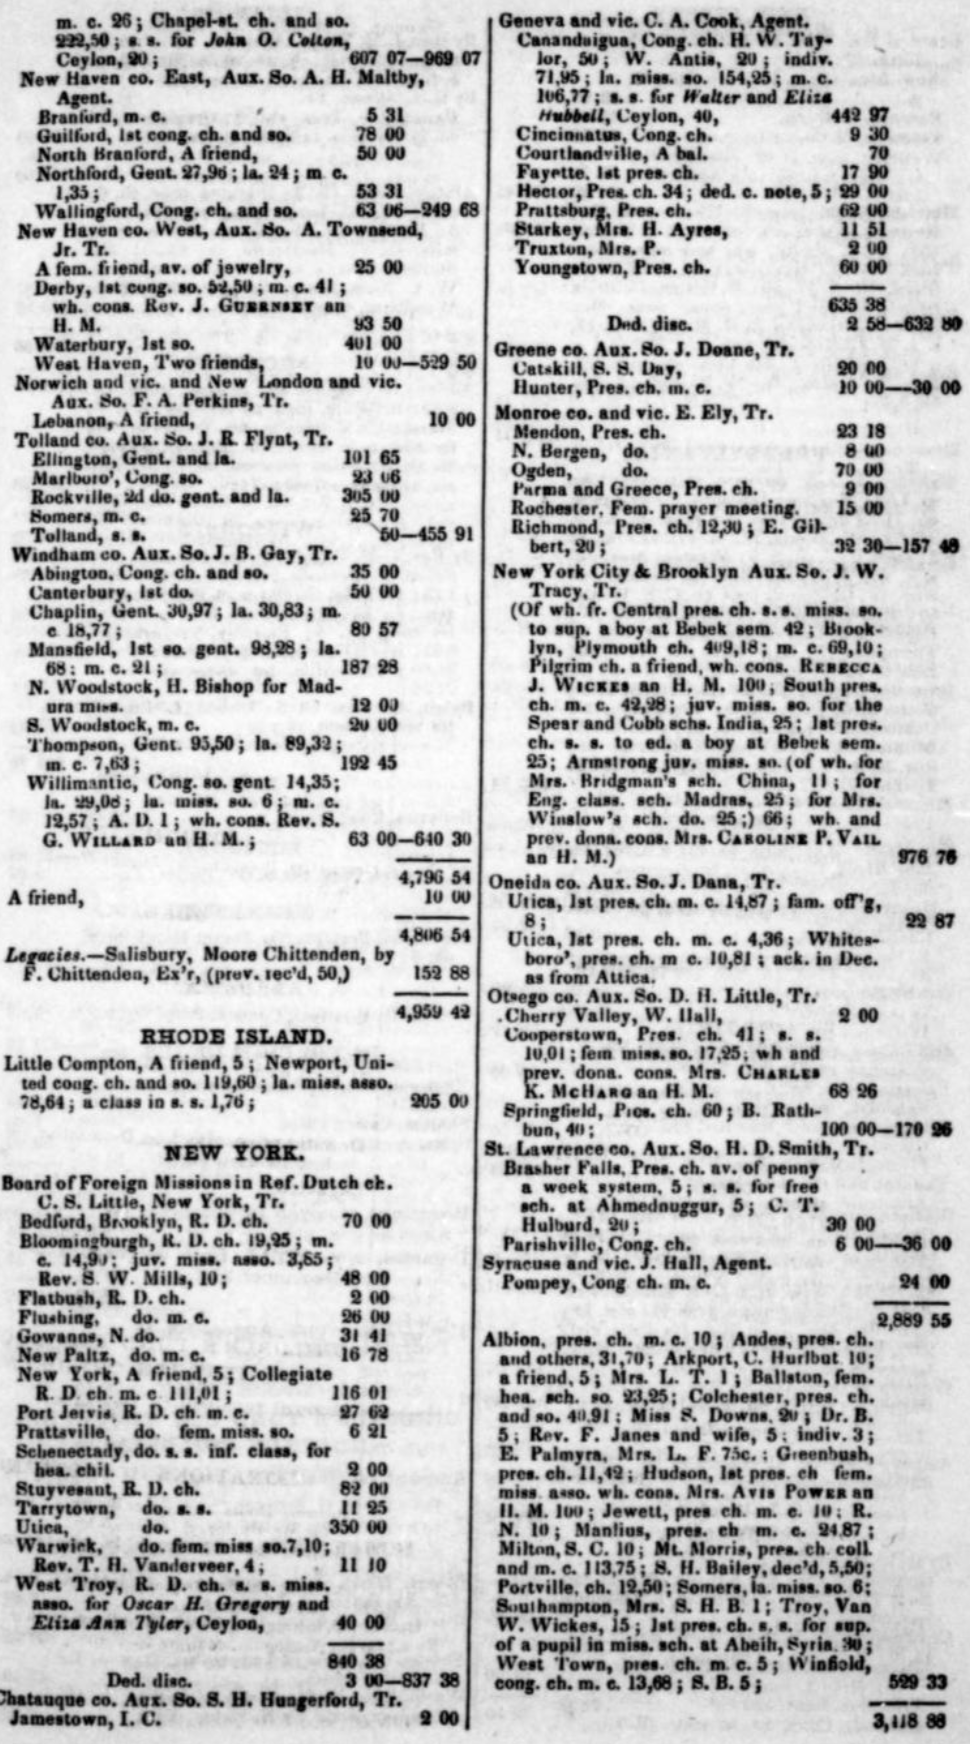 m. c. 26; Chapel-st. ch. and so.
222,50; s. s. for John O. Colton,
Ceylon, 20; 607 07—969 07
New Haven co. East, Aux. So. A. H. Maltby,
Agent.
Branford, m. c. 5 31
Guilford, 1st cong. ch. and so. 78 00
North Branford, A friend, 50 00
Northford, Gent. 27,96; la. 24; m c.
1,35; 53 31
Wallingford, Cong. ch. and so. 63 06—249 68
New Haven co. West, Aux. So. A. Townsend,
Jr. Tr.
A fem. friend, av. of jewelry, 25 00
Derby, 1st cong. so. 52,50; m. c. 41;
wh. cons. Rev. J. GUERNSEY an
H. M. 93 50
Waterbury, 1st so. 401 00
West Haven, Two friends, 10 00—529 50
Norwich and vic. and New London and vic.
Aux. So. F. A. Perkins, Tr.
Lebanon, A friend, 10 00
Tolland co. Aux. So. J. R. Flynt, Tr.
Ellington, Gent. and la. 101 65
Marlboro', Cong. so. 23 06
Rockville, 2d do. gent. and la. 305 00
Somers, m. c. 25 70
Tolland, s. s. 50—455 91
Windham co. Aux. So. J. B. Gay, Tr.
Abington, Cong. ch. and so. 35 00
Canterbury, 1st do. 50 00
Chaplin, Gent. 30,97; la. 30,83; m.
c 18,77; 80 57
Mansfield, 1st so. gent. 98,28; la.
68; m. c. 21; 187 28
N. Woodstock, H. Bishop for Mad-
ura miss. 12 00
S. Woodstock, m. c. 20 00
Thompson, Gent. 95,50; la. 89,32;
m. c. 7,63; 192 45
Willimantic, Cong. so. gent 14,35;
la. 29,08; la. miss. so. 6; m. c.
12,57; A. D. 1; wh. cons. Rev. S.
G. WILLARD an H. M.; 63 00—640 30
4,796 54
A friend, 10 00
4,806 54
Legacies.—Salisbury, Moore Chittenden, by
F. Chittenden, Ex'r, (prev. rec'd, 50,) 152 88
4,959 42
RHODE ISLAND.
Little Compton, A friend, 5; Newport, Uni-
ted cong. ch. and so. 119,60; la. miss. asso.
78,64; a class in s. s. 1,76; 205 00
NEW YORK.
Board of Foreign Missions in Ref. Dutch ch.
C. S. Little, New York, Tr.
Bedford, Brooklyn, R. D. ch. 70 00
Bloomingburgh, R. D. ch. 19,25; m.
c. 14,90; juv. miss. asso. 3,85;
Rev. S. W. Mills, 10; 48 00
Flatbush, R. D. ch. 2 00
Flushing, do. m. c. 26 00
Gowanus, N. do. 31 41
New Paltz, do. m. c. 16 78
New York, A friend, 5; Collegiate
R. D. ch. m. c 111,01; 116 01
Port Jervis, R. D. ch. m. c. 27 62
Prattsville, do. fem. miss. so. 6 21
Schenectady, do. s. s. inf. class, for
hea. chil. 2 00
Stuyvesant, R. D. ch. 82 00
Tarrytown, do. s. s. 11 25
Utica, do. 350 00
Warwick, do. fem. miss so.7,10;
Rev. T. H. Vanderveer, 4; 11 10
West Troy, R. D. ch. s. s. miss.
asso. for Oscar H. Gregory and
Eliza Ann Tyler, Ceylon, 40 00
840 38
Ded. disc. 3 00—837 38
Chatauque co. Aux. So. S. H. Hungerford, Tr.
Jamestown, I. C. 2 00
Geneva and vic. C. A. Cook, Agent.
Canandaigua, Cong. ch. H. W. Tay-
lor, 50; W. Antis, 20; indiv.
71,95; la. miss. so. 154,25; m. c.
106,77; s. s. for Walter and Eliza
Hubbell, Ceylon, 40, 442 97
Cincinnatus, Cong. ch. 9 30
Courtlandville, A bal. 70
Fayette, 1st pres. ch. 17 90
Hector, Pres. ch. 34; ded. c. note, 5; 29 00
Prattsburg, Pres. ch. 62 00
Starkey, Mrs. H. Ayres, 11 51
Truxton, Mrs. P. 2 00
Youngstown, Pres. ch. 60 00
635 38
Ded. disc. 2 58—632 80
Greene co. Aux. So. J. Doane, Tr.
Catskill, S. S. Day, 20 00
Hunter, Pres. ch. m. c. 10 00—30 00
Monroe co. and vic. E. Ely, Tr.
Mendon, Pres. ch. 23 18
N. Bergen, do. 8 00
Ogden, do. 70 00
Parma and Greece, Pres. ch. 9 00
Rochester, Fem. prayer meeting. 15 00
Richmond, Pres. ch. 12,30; E. Gil-
bert, 20; 32 30—157 48
New York City & Brooklyn Aux. So. J. W.
Tracy, Tr.
(Of wh. fr. Central pres. ch. s. s. miss. so.
to sup. a boy at Bebek sem. 42; Brook-
lyn, Plymouth ch. 409,18; m. c. 69,10;
Pilgrim ch. a friend, wh. cons. REBECCA
J. WICKES an H. M. 100; South pres.
ch. m. c. 42,28; juv. miss. so. for the
Spear and Cobb schs. India, 25; 1st pres.
ch. s. s. to ed. a boy at Bebek sem.
25; Armstrong juv. miss. so. (of wh. for
Mrs. Bridgman's sch. China, 11; for
Eng. class. sch. Madras, 25; for Mrs.
Winslow's sch. do. 25;) 66; wh. and
prev. dona. cons. Mrs. CAROLINE P. VAIL
an H. M.) 976 76
Oneida co. Aux. So. J. Dana, Tr.
Utica, 1st pres. ch. m. c. 14,87; fam. off'g,
8; 22 87
Utica, 1st pres. ch. m. c. 4,36; Whites-
boro', pres. ch. m c. 10,81; ack. in Dec.
as from Attica.
Otsego co. Aux. So. D. H. Little, Tr.
Cherry Valley, W. Hall, 2 00
Cooperstown, Pres. ch. 41; s. s.
10,01; fem miss. so. 17,25; wh and
prev. dona. cons. Mrs. CHARLES
K. MCHARG an H. M. 68 26
Springfield, Pres. ch. 60; B. Rath-
bun, 40; 100 00—170 26
St. Lawrence co. Aux. So. H. D. Smith, Tr.
Brasher Falls, Pres. ch. av. of penny
a week system, 5; s. s. for free
sch. at Ahmednuggur, 5; C. T.
Hulburd, 20; 30 00
Parishville, Cong. ch. 6 00—36 00
Syracuse and vic. J. Hall, Agent.
Pompey, Cong ch. m. c. 24 00
2,889 55
Albion, pres. ch. m. c. 10; Andes, pres. ch.
and others, 31,70; Arkport, C. Hurlbut 10;
a friend, 5; Mrs. L. T. 1; Ballston, fem.
hea. sch. so. 23,25; Colchester, pres. ch.
and so. 40,91; Miss S. Downs, 20; Dr. B.
5; Rev. F. Janes and wife, 5; indiv. 3;
E. Palmyra, Mrs. L. F. 75c.; Greenbush,
pres. ch. 11,42; Hudson, 1st pres. ch fem.
miss. asso. wh. cons. Mrs. AVIS POWER an
H. M. 100; Jewett, pres ch. m. c. 10; R.
N. 10; Manlius, pres. ch m. c. 24,87;
Milton, S. C. 10; Mt. Morris, pres. ch. coll.
and m. c. 113,75; S. H. Bailey, dec'd, 5,50;
Portville, ch. 12,50; Somers, la. miss. so. 6;
Southampton, Mrs. S. H. B. 1; Troy, Van
W. Wickes, 15; 1st pres. ch. s. s. for sup.
of a pupil in miss. sch. at Abeih, Syria, 30;
West Town, pres. ch. m. c. 5; Winfield,
cong. ch. m. c. 13,68; S. B. 5; 529 33
3,118 88